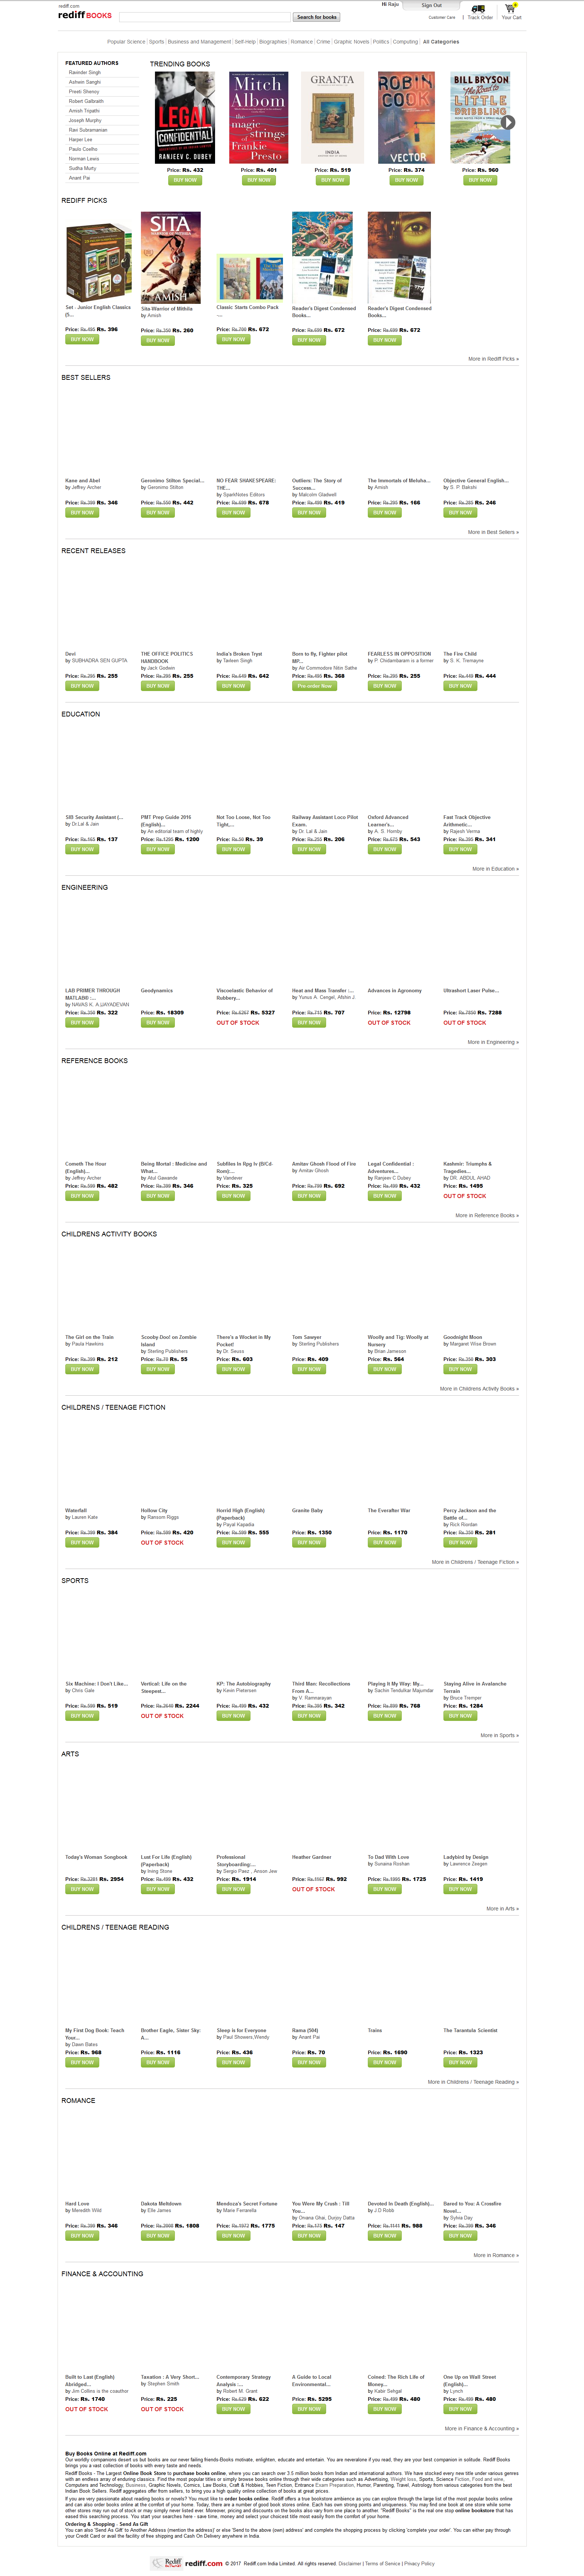 rediff.com
rediff BOOKS
Search for books
Hi Raju
Sign Out
Customer Care
Track Order
Your Cart
Popular Science | Sports | Business and Management | Self-Help | Biographies | Romance | Crime | Graphic Novels | Politics | Computing | All Categories
FEATURED AUTHORS
Ravinder Singh
Ashwin Sanghi
Preeti Shenoy
Robert Galbraith
Amish Tripathi
Joseph Murphy
Ravi Subramanian
Harper Lee
Paulo Coelho
Norman Lewis
Sudha Murty
Anant Pai
TRENDING BOOKS
LEGAL CONFIDENTIAL RANJEEV C. DUBEY
Mitch Albom the magic strings of Frankie Presto
GRANTA INDIA
ROBIN COOK VECTOR
BILL BRYSON The Road to LITTLE DRIBBLING
Price: Rs. 432 Price: Rs. 401 Price: Rs. 519 Price: Rs. 374 Price: Rs. 960
BUY NOW BUY NOW BUY NOW BUY NOW BUY NOW
REDIFF PICKS
SITA AMISH
Set - Junior English Classics (5...
Price: Rs.495 Rs. 396
BUY NOW
Sita-Warrior of Mithila
by Amish
Price: Rs.350 Rs. 260
BUY NOW
Classic Starts Combo Pack -...
Price: Rs.798 Rs. 672
BUY NOW
Reader's Digest Condensed Books...
Price: Rs.699 Rs. 672
BUY NOW
Reader's Digest Condensed Books...
Price: Rs.699 Rs. 672
BUY NOW
More in Rediff Picks »
BEST SELLERS
Kane and Abel
by Jeffrey Archer
Price: Rs.399 Rs. 346
BUY NOW
Geronimo Stilton Special...
by Geronimo Stilton
Price: Rs.550 Rs. 442
BUY NOW
NO FEAR SHAKESPEARE: THE...
by SparkNotes Editors
Price: Rs.699 Rs. 678
BUY NOW
Outliers: The Story of Success...
by Malcolm Gladwell
Price: Rs.499 Rs. 419
BUY NOW
The Immortals of Meluha...
by Amish
Price: Rs.295 Rs. 166
BUY NOW
Objective General English...
by S. P. Bakshi
Price: Rs.285 Rs. 246
BUY NOW
More in Best Sellers »
RECENT RELEASES
Devi
by SUBHADRA SEN GUPTA
Price: Rs.295 Rs. 255
BUY NOW
THE OFFICE POLITICS HANDBOOK
by Jack Godwin
Price: Rs.295 Rs. 255
BUY NOW
India's Broken Tryst
by Tavleen Singh
Price: Rs. 642
BUY NOW
Born to fly, Fighter pilot MP...
by Air Commodore Nitin Sathe
Price: Rs.495 Rs. 368
Pre-order Now
FEARLESS IN OPPOSITION
by P. Chidambaram is a former
Price: Rs.295 Rs. 255
BUY NOW
The Fire Child
by S. K. Tremayne
Price: Rs. 444
BUY NOW
EDUCATION
SIB Security Assistant (...
by Dr.Lal & Jain
Price: Rs.165 Rs. 137
BUY NOW
PMT Prep Guide 2016 (English)...
by An editorial team of highly
Price: Rs. 1200
BUY NOW
Not Too Loose, Not Too Tight,...
Price: Rs.50 Rs. 39
BUY NOW
Railway Assistant Loco Pilot Exam.
by Dr. Lal & Jain
Price: Rs.255 Rs. 206
BUY NOW
Oxford Advanced Learner's...
by A. S. Hornby
Price: Rs.675 Rs. 543
BUY NOW
Fast Track Objective Arithmetic...
by Rajesh Verma
Price: Rs.395 Rs. 341
BUY NOW
More in Education »
ENGINEERING
LAB PRIMER THROUGH MATLAB® :...
by NAVAS K. A IJAYADEVAN
Price: Rs.350 Rs. 322
BUY NOW
Geodynamics
Price: Rs. 18309
BUY NOW
Viscoelastic Behavior of Rubbery...
Price: Rs. 5327
OUT OF STOCK
Heat and Mass Transfer :...
by Yunus A. Cengel, Afshin J.
Price: Rs.715 Rs. 707
BUY NOW
Advances in Agronomy
Price: Rs. 12798
OUT OF STOCK
Ultrashort Laser Pulse...
Price: Rs. 7288
OUT OF STOCK
More in Engineering »
REFERENCE BOOKS
Cometh The Hour (English)...
by Jeffrey Archer
Price: Rs.599 Rs. 482
BUY NOW
Being Mortal : Medicine and What...
by Atul Gawande
Price: Rs.399 Rs. 346
BUY NOW
Subfiles In Rpg Iv (B/Cd-Rom):...
by Vandever
Price: Rs. 325
BUY NOW
Amitav Ghosh Flood of Fire
by Amitav Ghosh
Price: Rs.799 Rs. 692
BUY NOW
Legal Confidential : Adventures...
by Ranjeev C Dubey
Price: Rs.499 Rs. 432
BUY NOW
Kashmir: Triumphs & Tragedies...
by DR. ABDUL AHAD
Price: Rs. 1495
OUT OF STOCK
More in Reference Books »
CHILDRENS ACTIVITY BOOKS
The Girl on the Train
by Paula Hawkins
Price: Rs.399 Rs. 212
BUY NOW
Scooby Doo! on Zombie Island
by Sterling Publishers
Price: Rs.75 Rs. 55
BUY NOW
There's a Wocket in My Pocket!
by Dr. Seuss
Price: Rs. 603
BUY NOW
Tom Sawyer
by Sterling Publishers
Price: Rs. 409
BUY NOW
Woolly and Tig: Woolly at Nursery
by Brian Jameson
Price: Rs. 564
BUY NOW
Goodnight Moon
by Margaret Wise Brown
Price: Rs.350 Rs. 303
BUY NOW
More in Childrens Activity Books »
CHILDRENS / TEENAGE FICTION
Waterfall
by Lauren Kate
Price: Rs.399 Rs. 384
BUY NOW
Hollow City
by Ransom Riggs
Price: Rs.599 Rs. 420
OUT OF STOCK
Horrid High (English) (Paperback)
by Payal Kapadia
Price: Rs.599 Rs. 555
BUY NOW
Granite Baby
Price: Rs. 1350
BUY NOW
The Everafter War
Price: Rs. 1170
BUY NOW
Percy Jackson and the Battle of...
by Rick Riordan
Price: Rs.350 Rs. 281
BUY NOW
More in Childrens / Teenage Fiction »
SPORTS
Six Machine: I Don't Like...
by Chris Gale
Price: Rs.599 Rs. 519
BUY NOW
Vertical: Life on the Steepest...
Price: Rs.2640 Rs. 2244
OUT OF STOCK
KP: The Autobiography
by Kevin Pietersen
Price: Rs.499 Rs. 432
BUY NOW
Third Man: Recollections From A...
by V. Ramnarayan
Price: Rs.395 Rs. 342
BUY NOW
Playing It My Way: My...
by Sachin Tendulkar Majumdar
Price: Rs.899 Rs. 768
BUY NOW
Staying Alive in Avalanche Terrain
by Bruce Tremper
Price: Rs. 1284
BUY NOW
More in Sports »
ARTS
Today's Woman Songbook
Price: Rs. 2954
BUY NOW
Lust For Life (English) (Paperback)
by Irving Stone
Price: Rs.499 Rs. 432
BUY NOW
Professional Storyboarding:...
by Sergio Paez , Anson Jew
Price: Rs. 1914
BUY NOW
Heather Gardner
Price: Rs. 992
OUT OF STOCK
To Dad With Love
by Sunaina Roshan
Price: Rs. 1725
BUY NOW
Ladybird by Design
by Lawrence Zeegen
Price: Rs. 1419
BUY NOW
More in Arts »
CHILDRENS / TEENAGE READING
My First Dog Book: Teach Your...
by Dawn Bates
Price: Rs. 968
BUY NOW
Brother Eagle, Sister Sky: A...
Price: Rs. 1116
BUY NOW
Sleep Is for Everyone
by Paul Showers,Wendy
Price: Rs. 436
BUY NOW
Rama (504)
by Anant Pai
Price: Rs. 70
BUY NOW
Trains
Price: Rs. 1690
BUY NOW
The Tarantula Scientist
Price: Rs. 1323
BUY NOW
More in Childrens / Teenage Reading »
ROMANCE
Hard Love
by Meredith Wild
Price: Rs.399 Rs. 346
BUY NOW
Dakota Meltdown
by Elle James
Price: Rs. 1808
BUY NOW
Mendoza's Secret Fortune
by Marie Ferrarella
Price: Rs. 1775
BUY NOW
You Were My Crush : Till You...
by Orvana Ghai, Durjoy Datta
Price: Rs.175 Rs. 147
BUY NOW
Devoted In Death (English)...
by J.D Robb
Price: Rs. 988
BUY NOW
Bared to You: A Crossfire Novel...
by Sylvia Day
Price: Rs.399 Rs. 346
BUY NOW
More in Romance »
FINANCE & ACCOUNTING
Built to Last (English) Abridged...
by Jim Collins is the coauthor
Price: Rs. 1740
OUT OF STOCK
Taxation : A Very Short...
by Stephen Smith
Price: Rs. 225
OUT OF STOCK
Contemporary Strategy Analysis :...
by Robert M. Grant
Price: Rs.629 Rs. 622
BUY NOW
A Guide to Local Environmental...
Price: Rs. 5295
BUY NOW
Coined: The Rich Life of Money...
by Kabir Sehgal
Price: Rs.499 Rs. 480
BUY NOW
One Up on Wall Street (English)...
by Lynch
Price: Rs.499 Rs. 480
BUY NOW
More in Finance & Accounting »
Buy Books Online at Rediff.com
Our worldly companions desert us but books are our never failing friends-Books motivate, enlighten, educate and entertain. You are neveralone if you read, they are your best companion in solitude. Rediff Books
brings you a vast collection of books with every taste and needs.
Rediff Books - The Largest Online Book Store to purchase books online, where you can search over 3.5 million books from Indian and international authors. We have stocked every new title under various genres
with an endless array of enduring classics. Find the most popular titles or simply browse books online through their wide categories such as Advertising, Weight loss, Sports, Science Fiction, Food and wine,
Computers and Technology, Business, Graphic Novels, Comics, Law Books, Craft & Hobbies, Teen Fiction, Entrance Exam Preparation, Humor, Parenting, Travel, Astrology from various categories from the best
Indian Book Sellers. Rediff aggregates offer from sellers, to bring you a high quality collection of books at great prices.
If you are very passionate about reading books or novels? You must like to order books online. Rediff offers a true bookstore ambience as you can explore through the largest list of the most popular books online
and can also order books online at the comfort of your home. Today, there are a number of good book stores online. Each has own strong points and uniqueness. You may find one book at one store while some
other stores may run out of stock or may simply never listed ever. Moreover, pricing and discounts on the books also vary from one place to another. "Rediff Books" is the real one stop online bookstore that has
eased this shopping process. You start your searches here - save time, money and select your choicest title most easily from the comfort of your home.
Ordering & Shopping - Send As Gift
You can also 'Send As Gift' to Another Address (mention the address)' or else 'Send to the above (own) address' and complete the shopping process by clicking 'complete your order'. You can either pay through
your Credit Card or avail the facility of free shipping and Cash On Delivery anywhere in India.
Rediff rediff.com © 2017 Rediff.com India Limited. All rights reserved. Disclaimer | Terms of Service | Privacy Policy